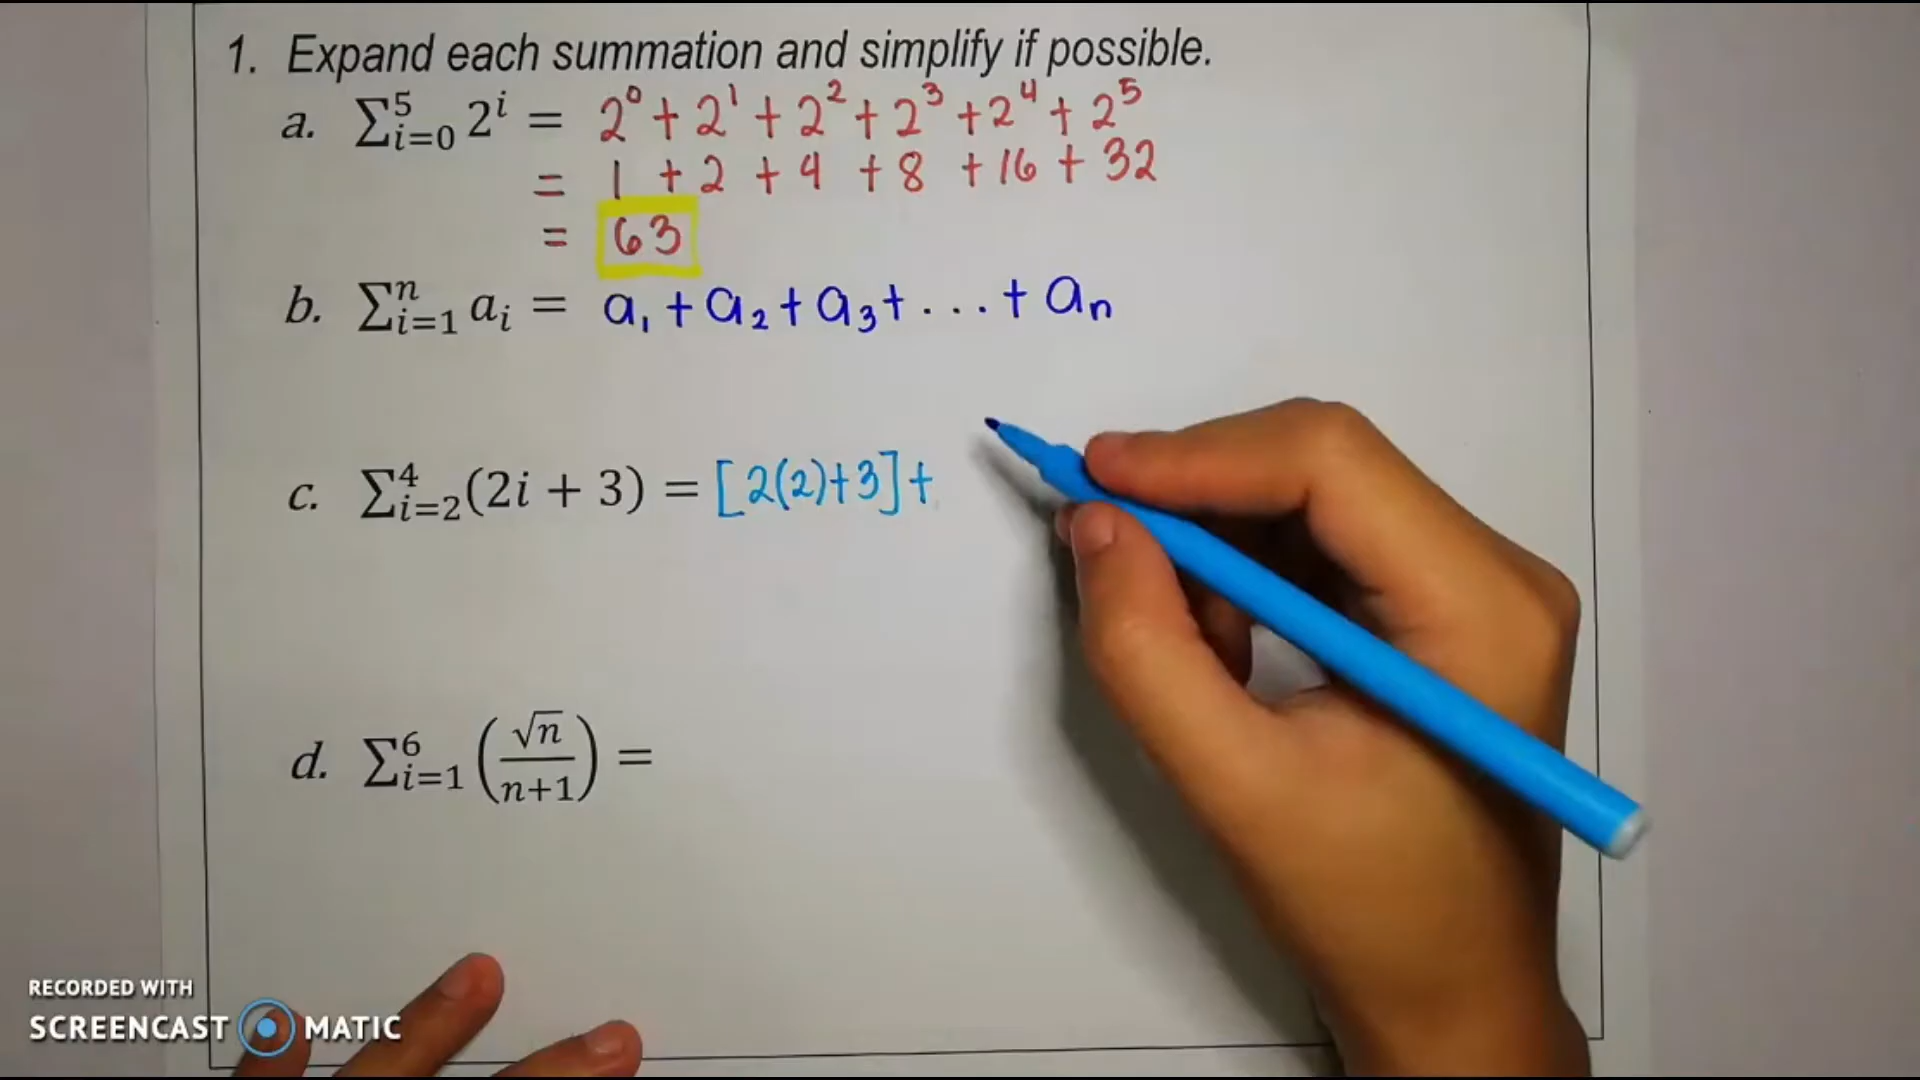 1. Expand each summation and simplify if possible.
a. ∑⁵ᵢ₌₀ 2ⁱ = 2⁰ + 2¹ + 2² + 2³ + 2⁴ + 2⁵
= 1 + 2 + 4 + 8 + 16 + 32
= 63
b. ∑ⁿᵢ₌₁ aᵢ = a₁ + a₂ + a₃ + ... + aₙ
c. ∑⁴ᵢ₌₂(2i + 3) = [2(2)+3] +
d. ∑⁶ᵢ₌₁ (√n/n+1) =
RECORDED WITH
SCREENCAST MATIC